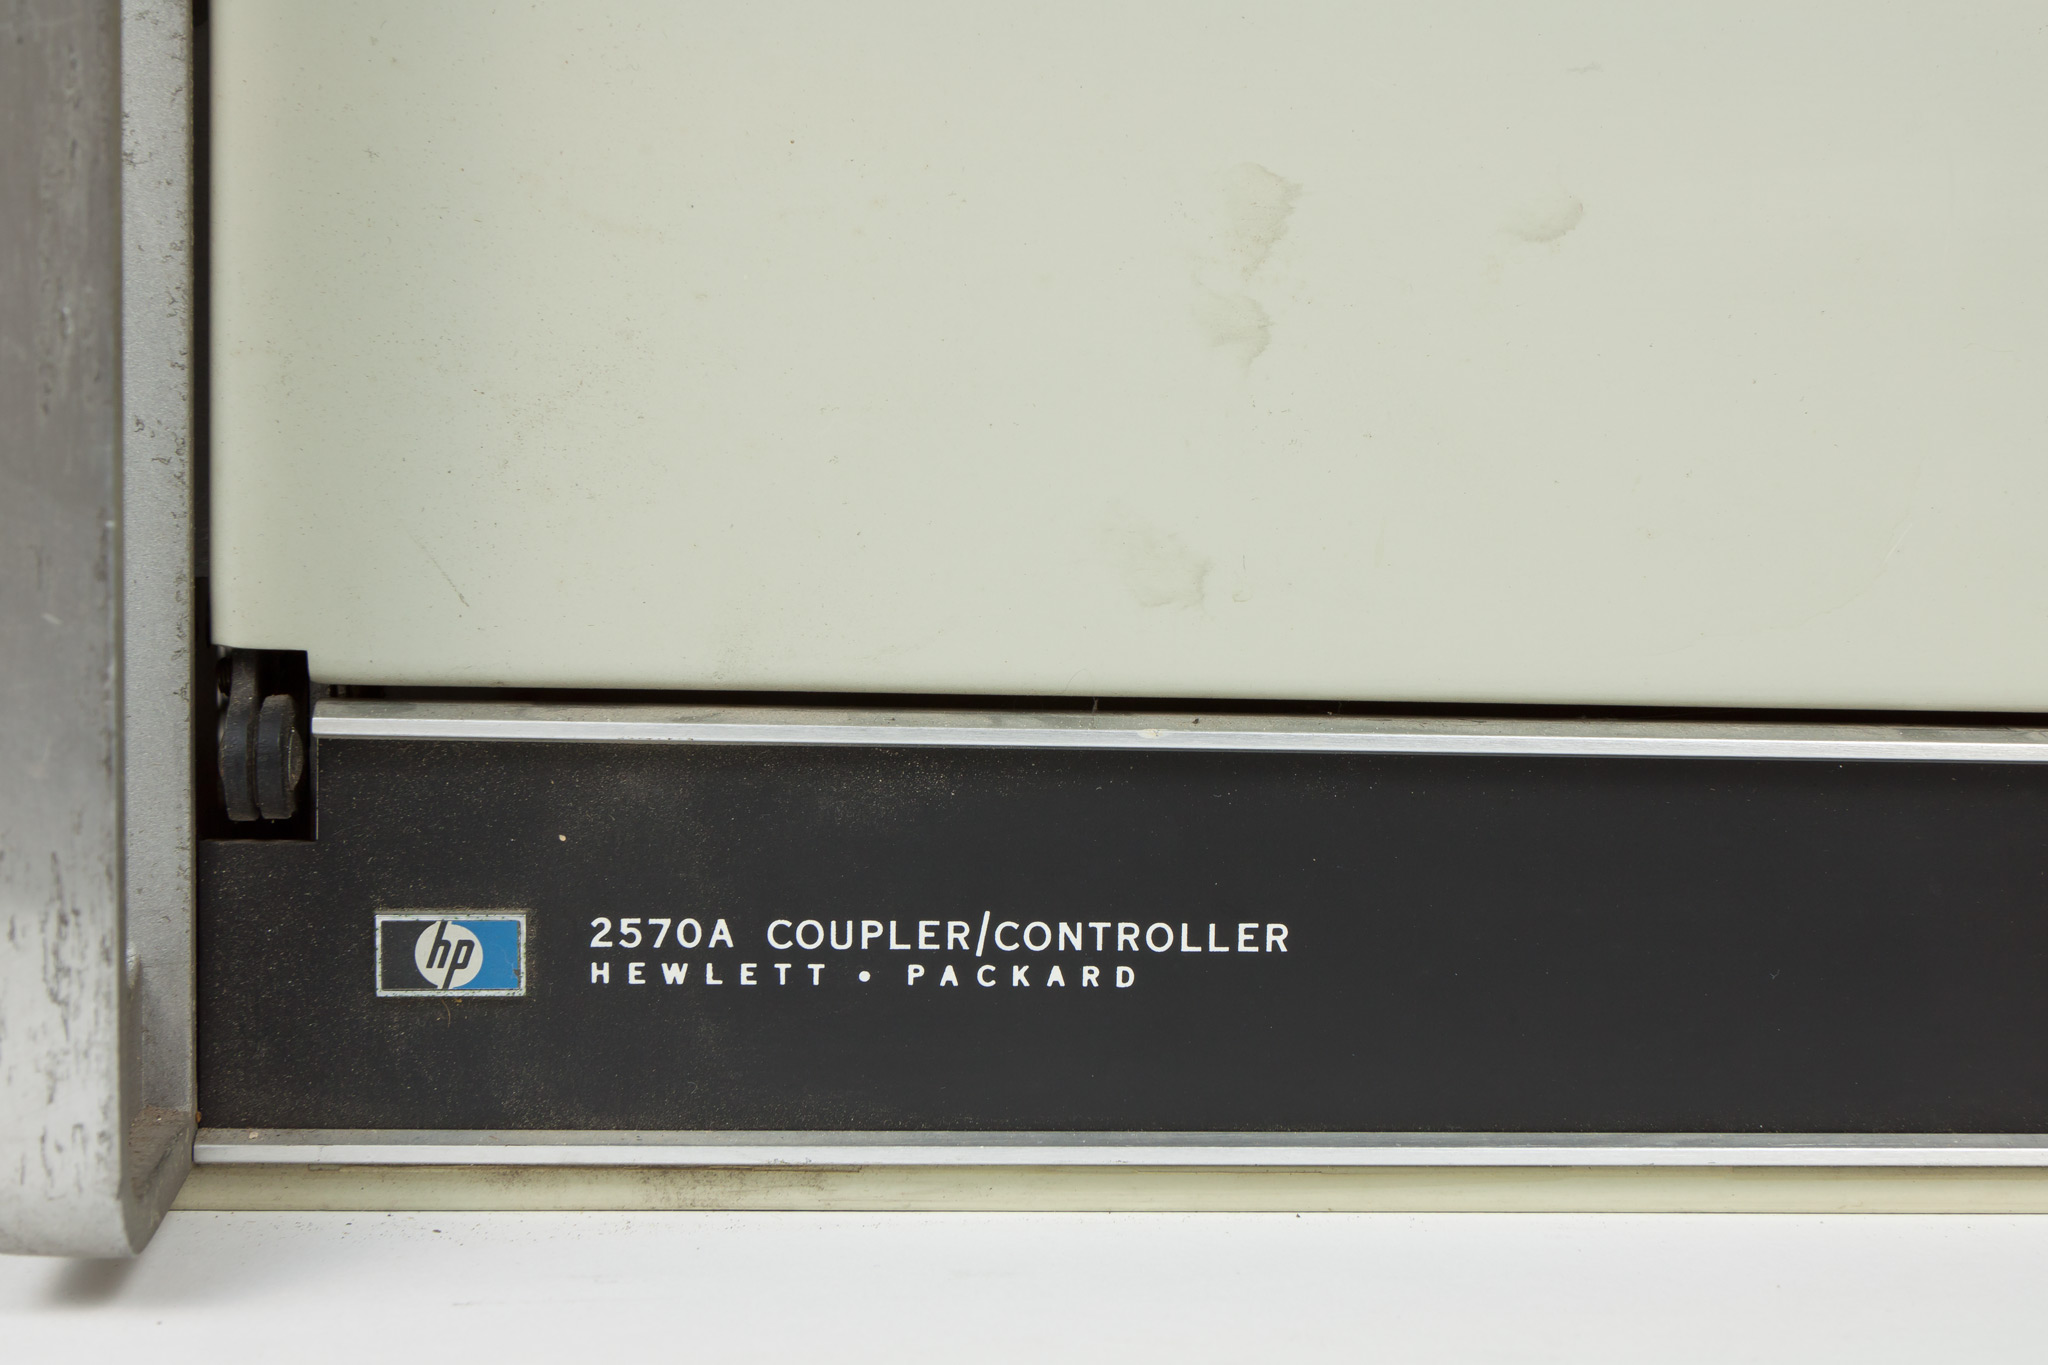 hp
2570A COUPLER/CONTROLLER
HEWLETT • PACKARD